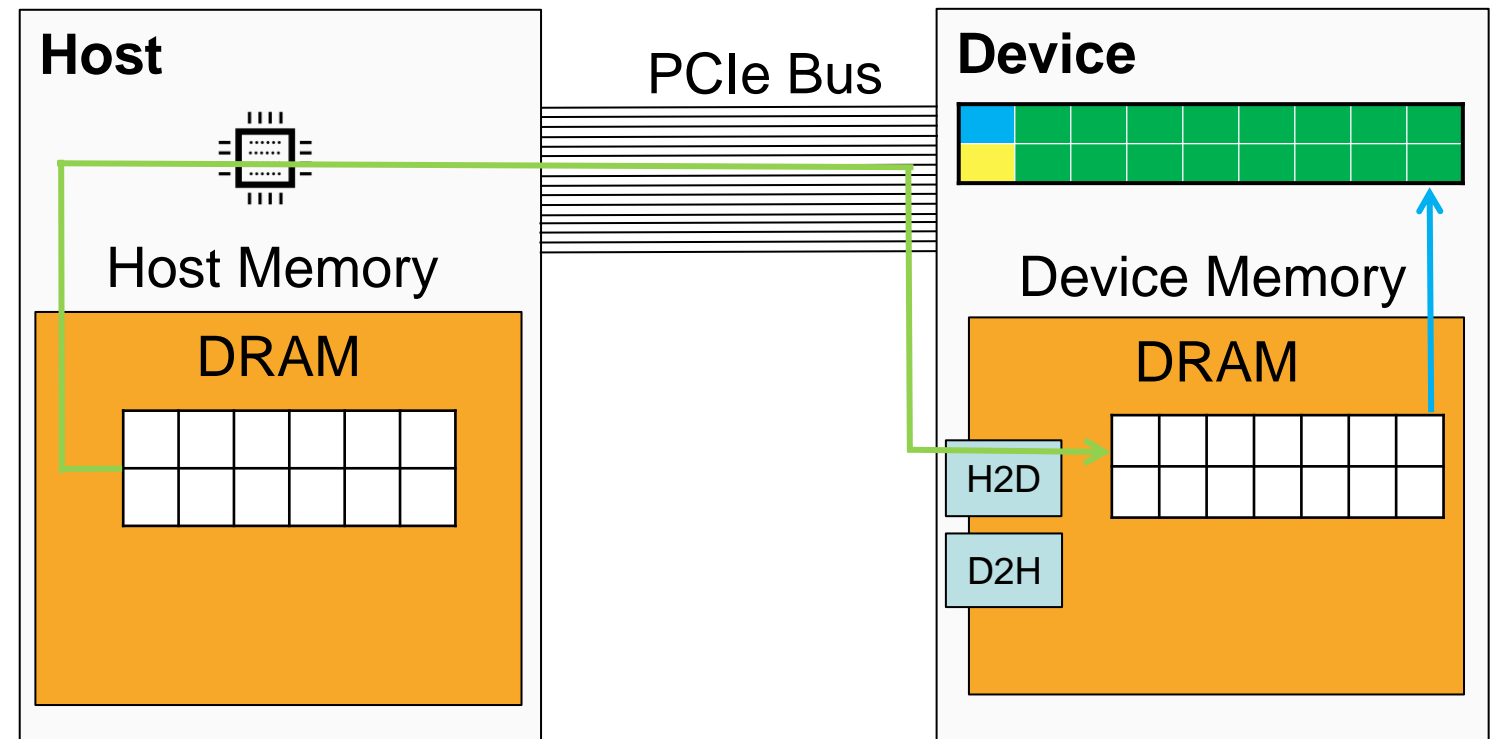 Host
PCIe Bus
Device
Host Memory
Device Memory
DRAM
DRAM
H2D
D2H